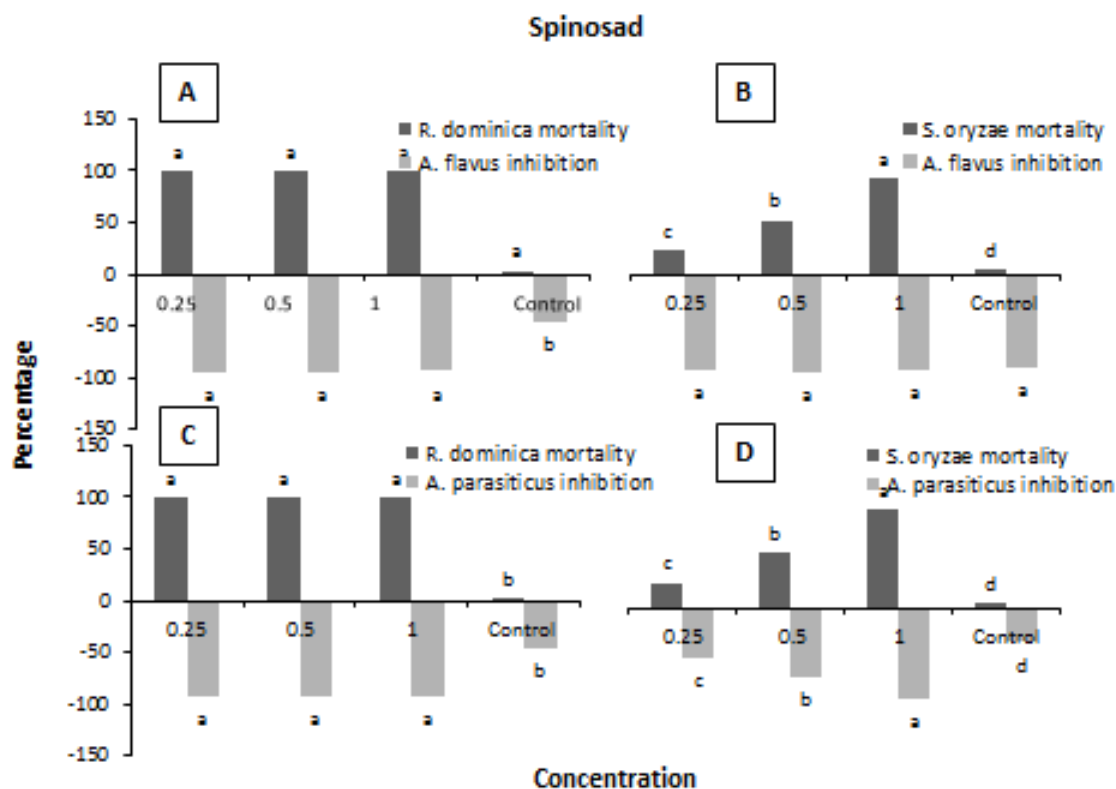 Spinosad
A
B
150
100
50
0
-50
-100
-150
R. dominica mortality
A. flavus inhibition
a
a
a
a
0.25
0.5
1
Control
a
a
a
b
S. oryzae mortality
A. flavus inhibition
c
b
a
d
0.25
0.5
1
Control
a
a
a
a
Percentage
C
D
150
100
50
0
-50
-100
-150
R. dominica mortality
A. parasiticus inhibition
a
a
a
b
0.25
0.5
1
Control
a
a
a
b
S. oryzae mortality
A. parasiticus inhibition
c
b
a
d
0.25
0.5
1
Control
c
b
a
d
Concentration